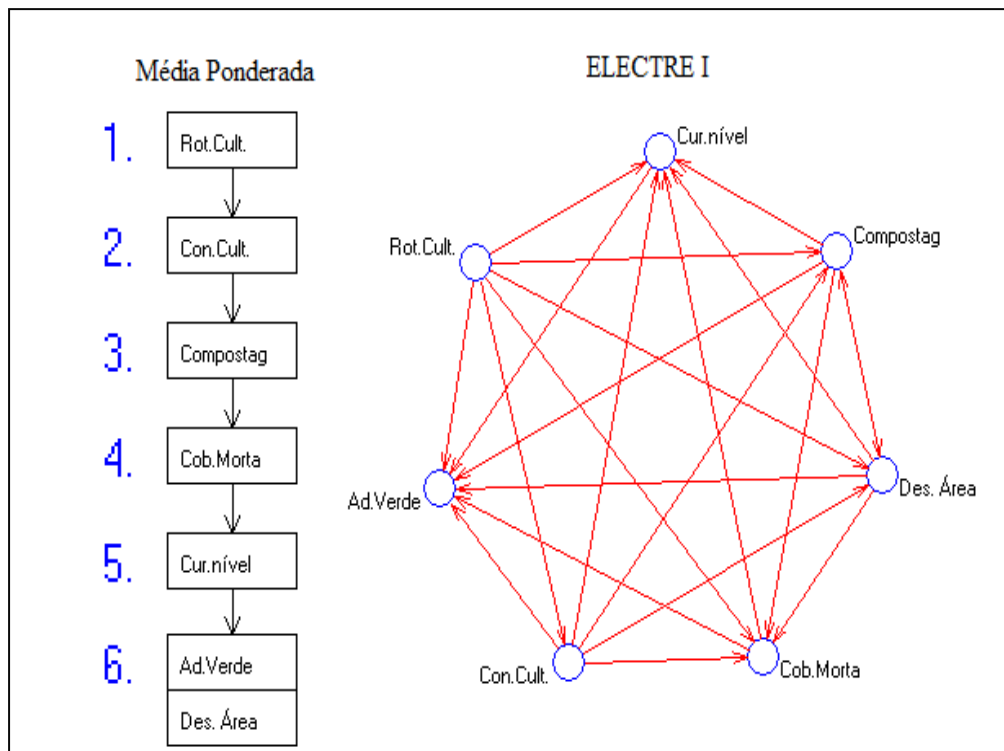 Média Ponderada
1.
Rot.Cult.
2.
Con.Cult.
3.
Compostag
4.
Cob.Morta
5.
Cur.nível
6.
Ad.Verde
Des. Área
ELECTRE I
Cur.nível
Rot.Cult.
Compostag
Ad.Verde
Des. Área
Con.Cult.
Cob.Morta